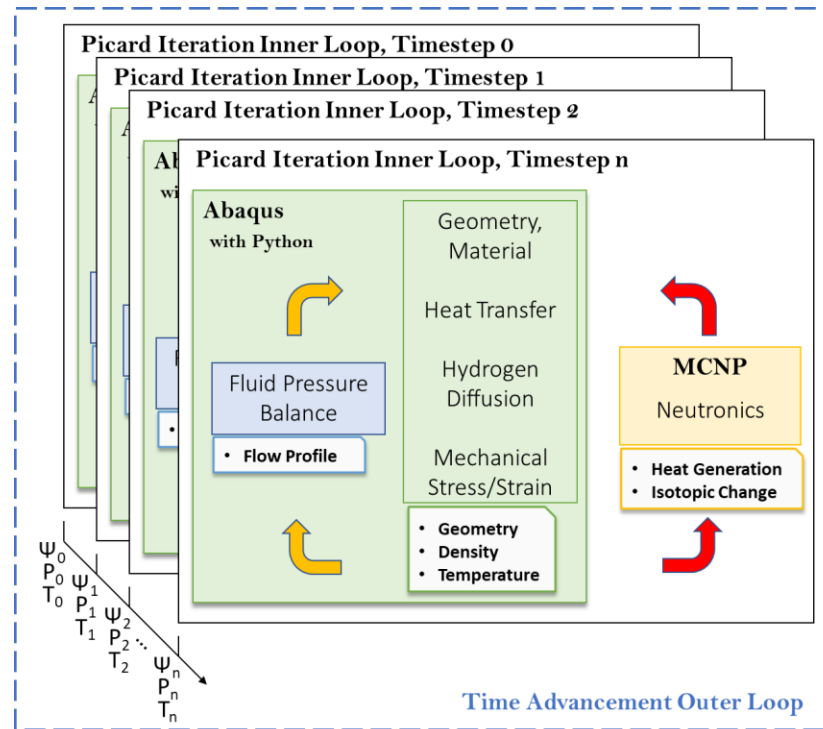 Picard Iteration Inner Loop, Timestep 0
Picard Iteration Inner Loop, Timestep 1
Picard Iteration Inner Loop, Timestep 2
Picard Iteration Inner Loop, Timestep n
Abaqus
with Python
Geometry,
Material
Heat Transfer
Hydrogen
Diffusion
Mechanical
Stress/Strain
• Geometry
• Density
• Temperature
Fluid Pressure
Balance
• Flow Profile
MCNP
Neutronics
• Heat Generation
• Isotopic Change
Ψ₀
P₀
T₀
Ψ₁
P₁
T₁
Ψ₂
P₂
T₂
...
Ψₙ
Pₙ
Tₙ
Time Advancement Outer Loop